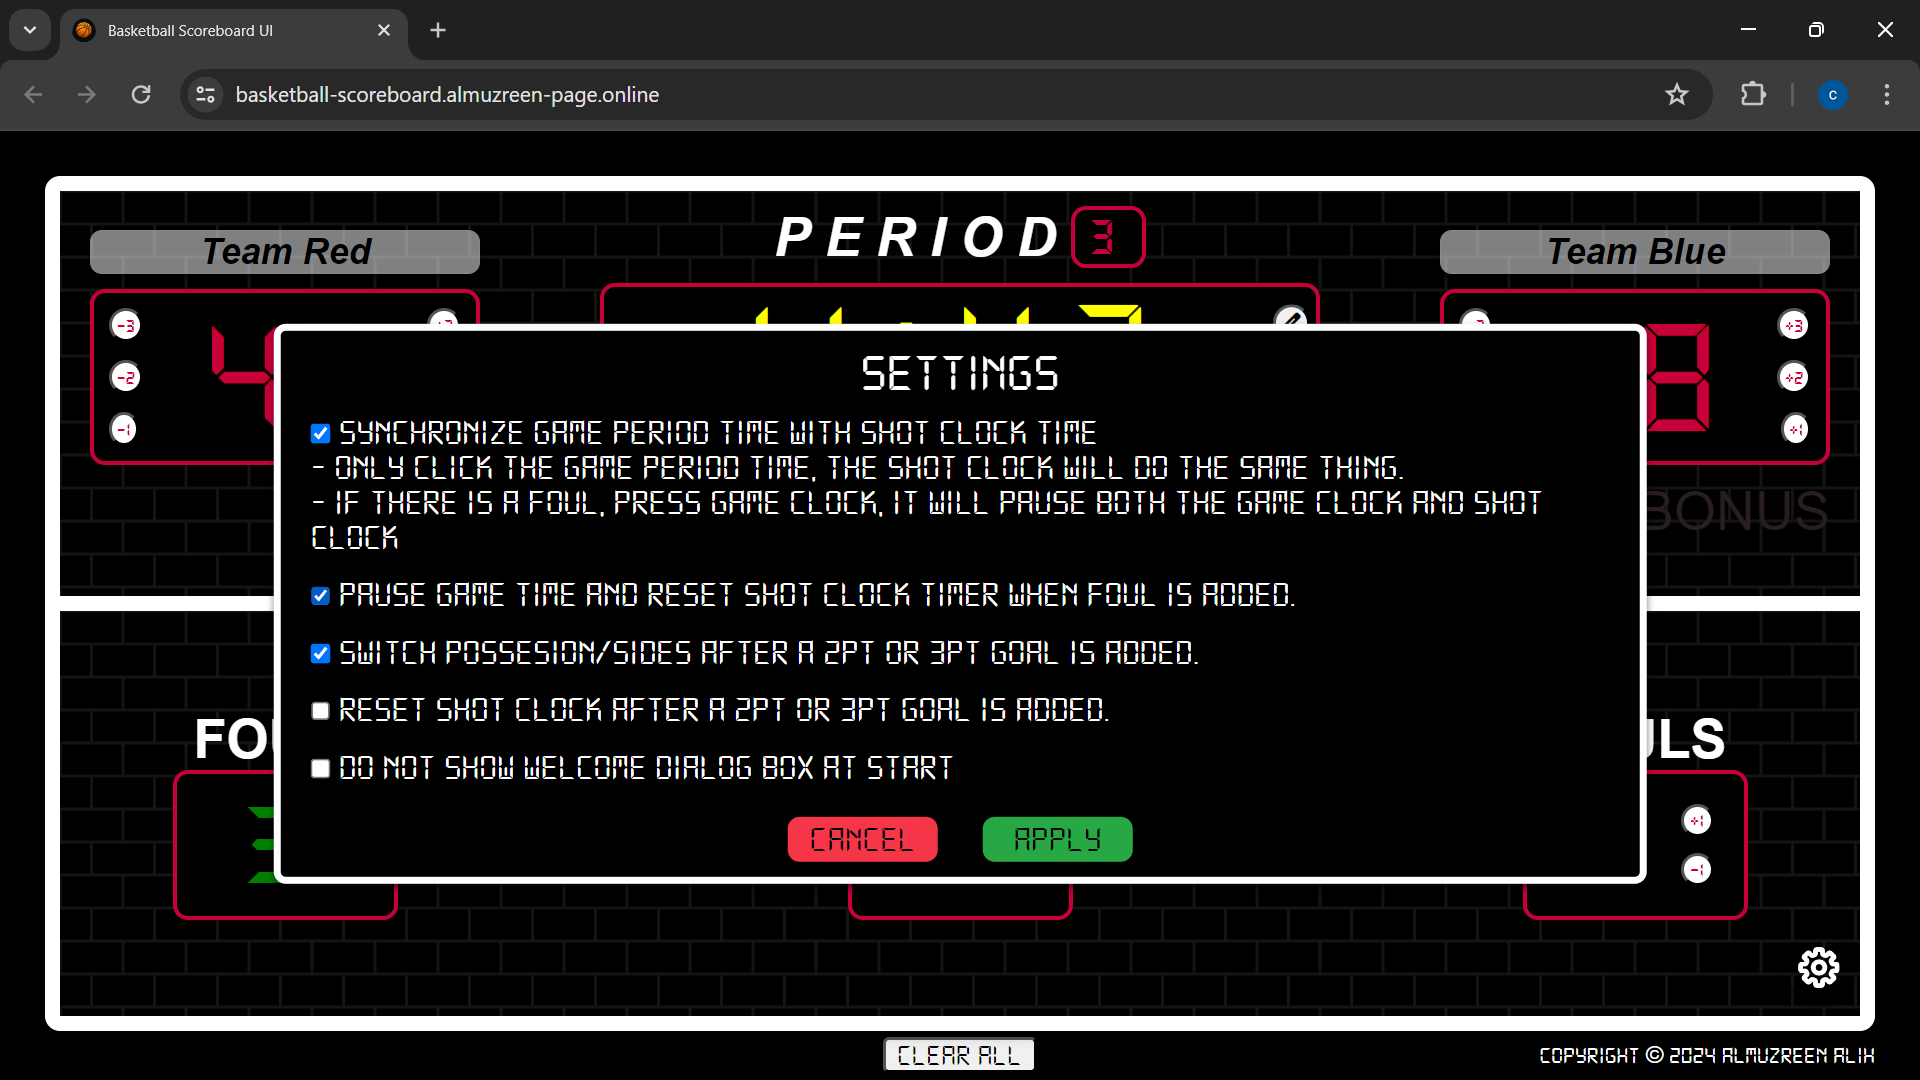 Basketball Scoreboard UI
basketball-scoreboard.almuzreen-page.online
C
PERIOD 3
Team Red
Team Blue
-3
-2
-1
+3
+2
+1
SETTINGS
SYNCHRONIZE GAME PERIOD TIME WITH SHOT CLOCK TIME
- ONLY CLICK THE GAME PERIOD TIME, THE SHOT CLOCK WILL DO THE SAME THING.
- IF THERE IS A FOUL, PRESS GAME CLOCK, IT WILL PAUSE BOTH THE GAME CLOCK AND SHOT
CLOCK
BONUS
PAUSE GAME TIME AND RESET SHOT CLOCK TIMER WHEN FOUL IS ADDED.
SWITCH POSSESION/SIDES AFTER A 2PT OR 3PT GOAL IS ADDED.
RESET SHOT CLOCK AFTER A 2PT OR 3PT GOAL IS ADDED.
DO NOT SHOW WELCOME DIALOG BOX AT START
CANCEL
APPLY
+1
-1
CLEAR ALL
COPYRIGHT © 2024 ALMUZREEN ALIH